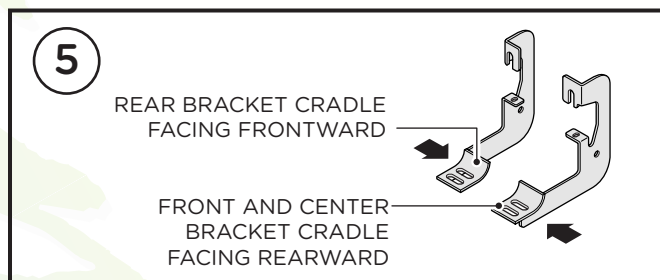 5
REAR BRACKET CRADLE
FACING FRONTWARD
FRONT AND CENTER
BRACKET CRADLE
FACING REARWARD